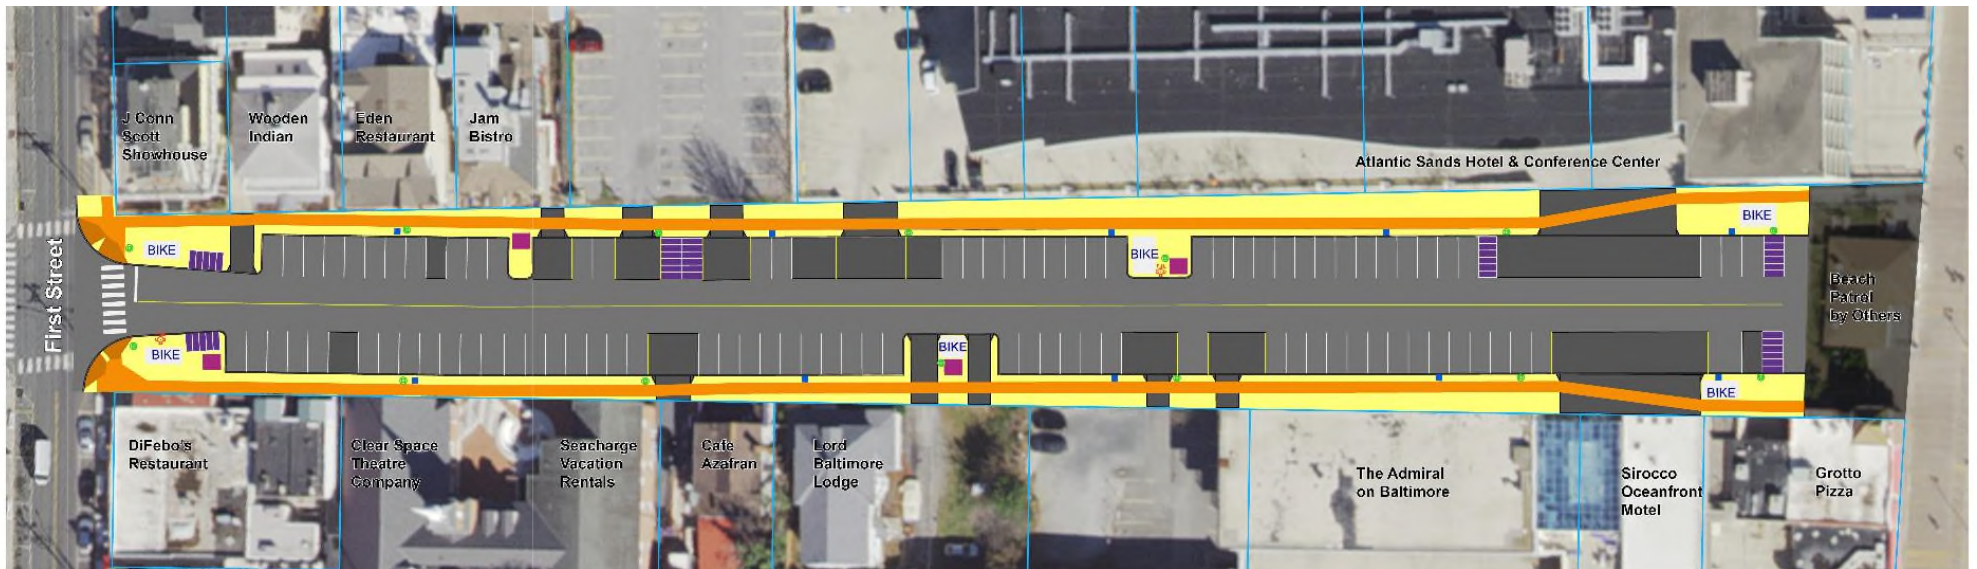 J Conn
Scott
Showhouse
Wooden
Indian
Eden
Restaurant
Jam
Bistro
Atlantic Sands Hotel & Conference Center
First Street
BIKE
BIKE
BIKE
Beach
Patrol
by Others
BIKE
BIKE
BIKE
DiFebo's
Restaurant
Clear Space
Theatre
Company
Seacharge
Vacation
Rentals
Cafe
Azafran
Lord
Baltimore
Lodge
The Admiral
on Baltimore
Sirocco
Oceanfront
Motel
Grotto
Pizza